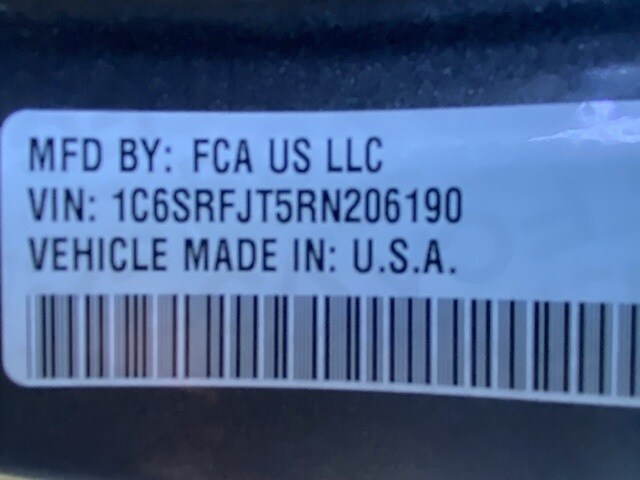 MFD BY: FCA US LLC
VIN: 1C6SRFJT5RN206190
VEHICLE MADE IN: U.S.A.